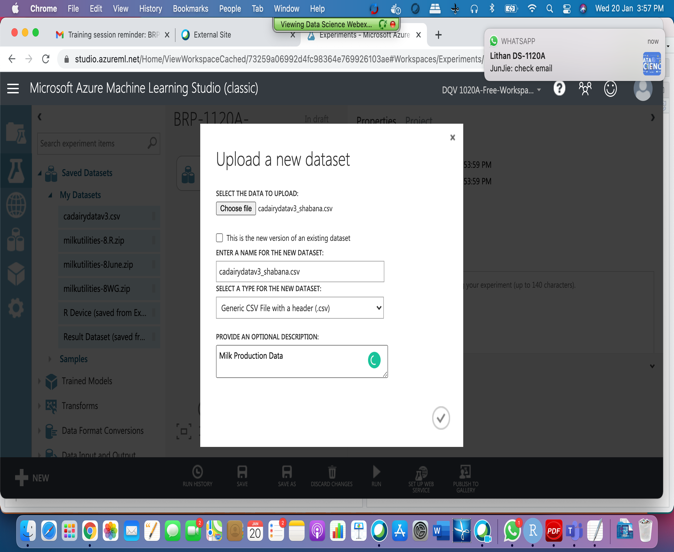 Chrome File Edit View History Bookmarks People Tab Window Help
Wed 20 Jan 3:57 PM
Viewing Data Science Webex...
Training session reminder: BRP
External Site
Experiments - Microsoft Azure
WHATSAPP now
Lithan DS-1120A
JunJie: check email
studio.azureml.net/Home/ViewWorkspaceCached/73259a06992d4fc98364e769926103ae#Workspaces/Experiments/
Microsoft Azure Machine Learning Studio (classic)
DQV 1020A-Free-Workspa...
BRP-1120A-
In draft
Properties Project
Search experiment items
Saved Datasets
My Datasets
cadairydatav3.csv
milkutilities-8.R.zip
milkutilities-8June.zip
milkutilities-8WG.zip
R Device (saved from Ex...
Result Dataset (saved fr...
Samples
Trained Models
Transforms
Data Format Conversions
Data Input and Output
:53:59 PM
:53:59 PM
your experiment (up to 140 characters).
Upload a new dataset
x
SELECT THE DATA TO UPLOAD:
Choose file cadairydatav3_shabana.csv
This is the new version of an existing dataset
ENTER A NAME FOR THE NEW DATASET:
cadairydatav3_shabana.csv
SELECT A TYPE FOR THE NEW DATASET:
Generic CSV File with a header (.csv)
PROVIDE AN OPTIONAL DESCRIPTION:
Milk Production Data
NEW
RUN HISTORY
SAVE
SAVE AS
DISCARD CHANGES
RUN
SET UP WEB SERVICE
PUBLISH TO GALLERY